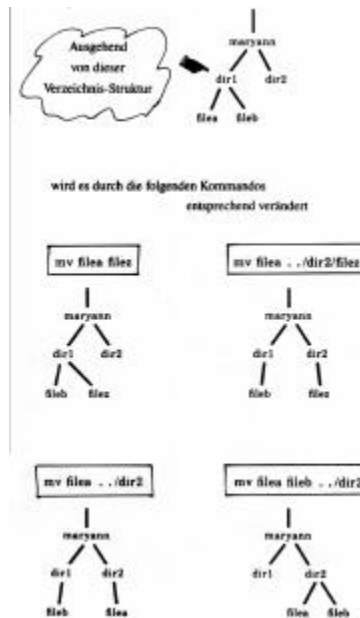 maryann
Ausgehend
von dieser
Verzeichnis-Struktur
dir1 dir2
filea fileb
wird es durch die folgenden Kommandos
entsprechend verändert
mv filea filez
mv filea ../dir2/filez
maryann
maryann
dir1 dir2
dir1 dir2
fileb filez
fileb filez
mv filea ../dir2
mv filea fileb ../dir2
maryann
maryann
dir1 dir2
dir1 dir2
fileb filea
filea fileb